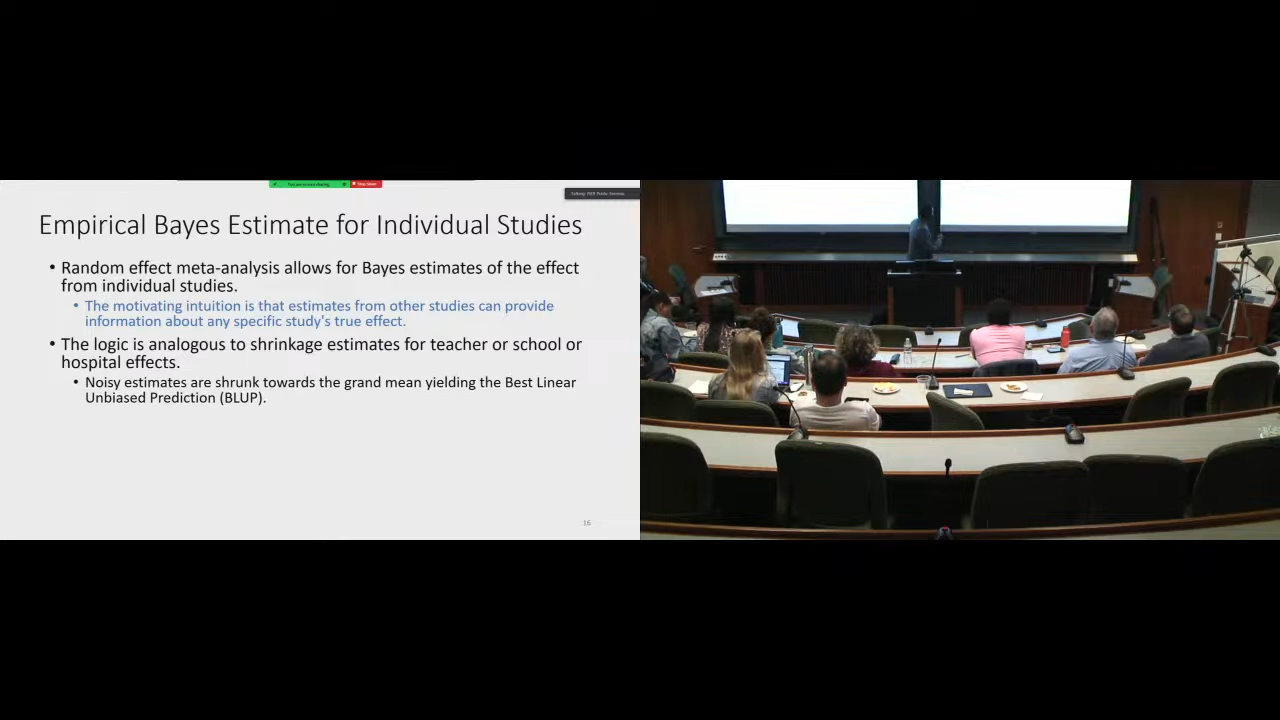 Empirical Bayes Estimate for Individual Studies
• Random effect meta-analysis allows for Bayes estimates of the effect
from individual studies.
• The motivating intuition is that estimates from other studies can provide
information about any specific study's true effect.
• The logic is analogous to shrinkage estimates for teacher or school or
hospital effects.
• Noisy estimates are shrunk towards the grand mean yielding the Best Linear
Unbiased Prediction (BLUP).
16